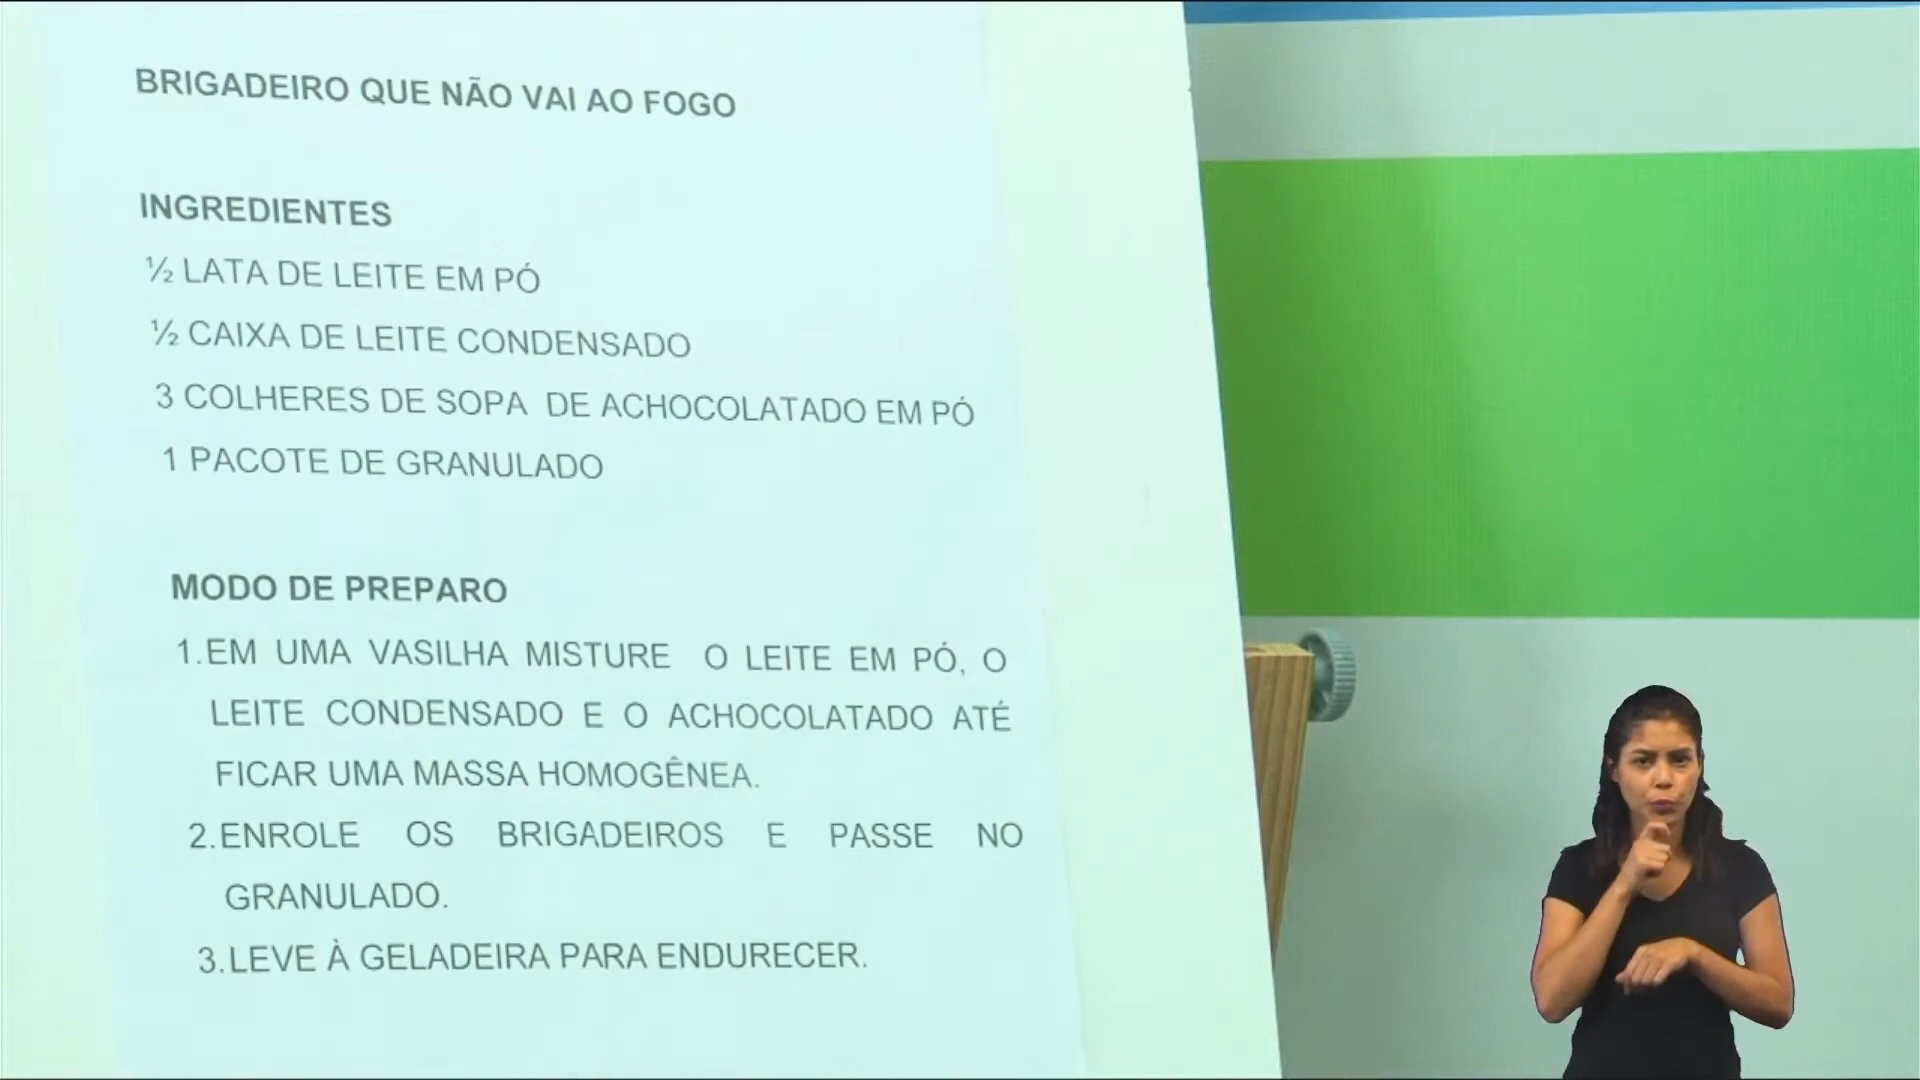 BRIGADEIRO QUE NÃO VAI AO FOGO
INGREDIENTES
½ LATA DE LEITE EM PÓ
½ CAIXA DE LEITE CONDENSADO
3 COLHERES DE SOPA DE ACHOCOLATADO EM PÓ
1 PACOTE DE GRANULADO
MODO DE PREPARO
1.EM UMA VASILHA MISTURE O LEITE EM PÓ, O
LEITE CONDENSADO E O ACHOCOLATADO ATÉ
FICAR UMA MASSA HOMOGÊNEA.
2.ENROLE OS BRIGADEIROS E PASSE NO
GRANULADO.
3.LEVE À GELADEIRA PARA ENDURECER.